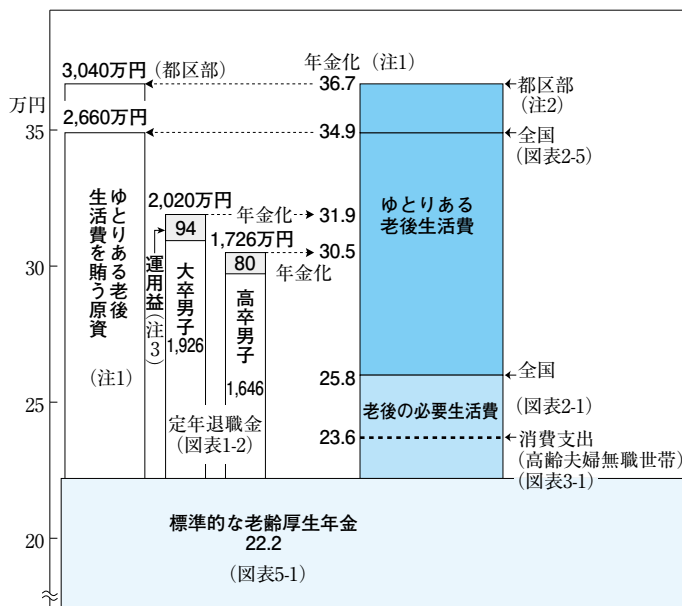 年金化（注1）
3,040万円（都区部）
36.7
都区部
（注2）
万円
2,660万円
35
34.9
全国
（図表2-5）
ゆとりある老後
生活費を賄う原資
（注1）
2,020万円
94
年金化
31.9
ゆとりある
老後生活費
1,726万円
80
年金化
30.5
30
運用益（注3）
大卒男子
1,926
高卒男子
1,646
定年退職金
（図表1-2）
25.8
全国
（図表2-1）
25
老後の必要生活費
23.6
消費支出
（高齢夫婦無職世帯）
（図表3-1）
標準的な老齢厚生年金
22.2
（図表5-1）
20